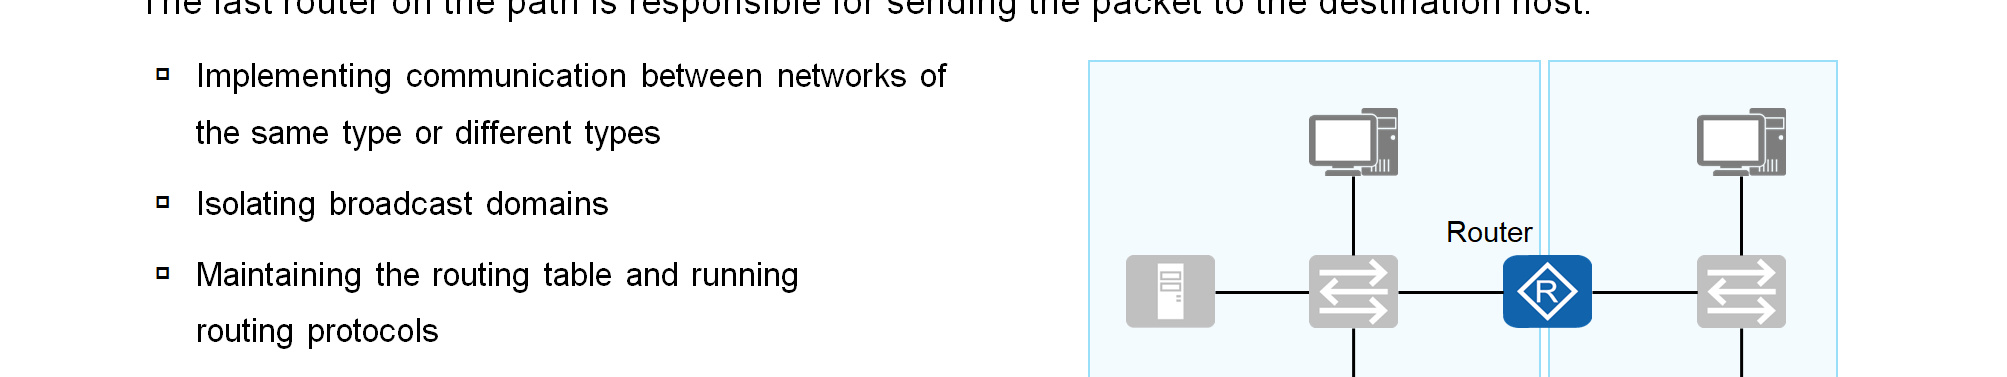 The last router on the path is responsible for sending the packet to the destination host.
Implementing communication between networks of
the same type or different types
Isolating broadcast domains
Maintaining the routing table and running
routing protocols
Router
R